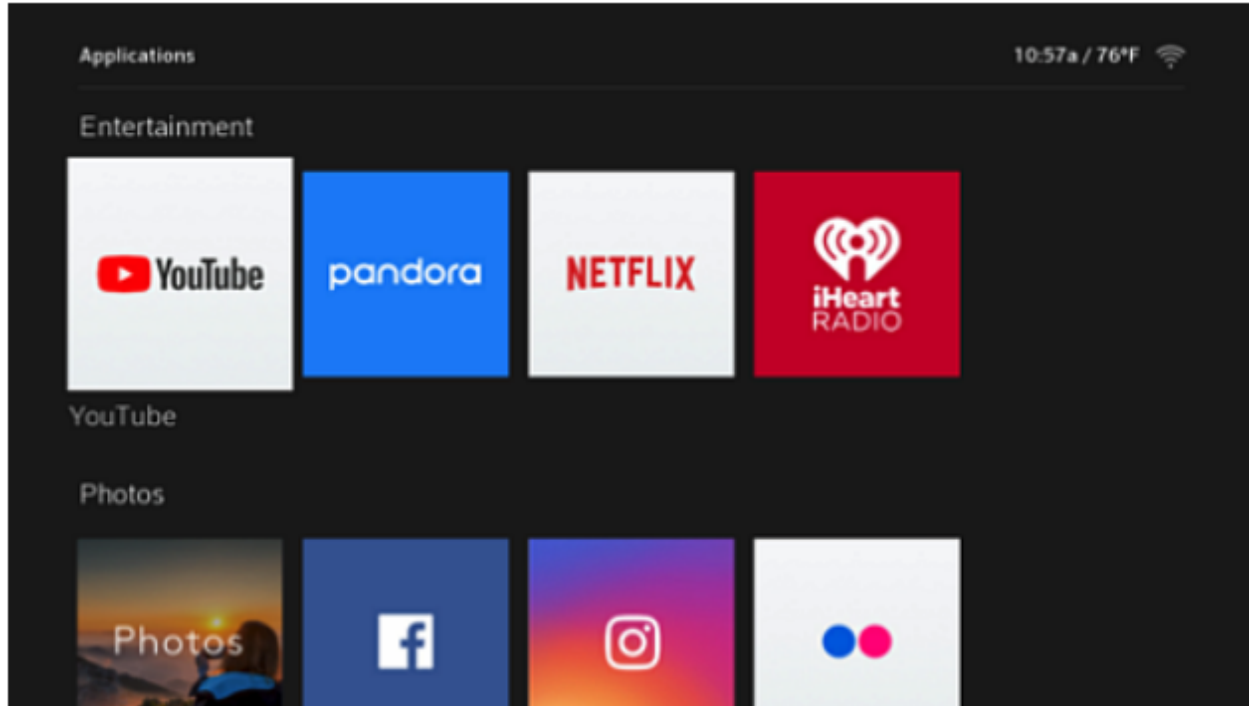 Applications
10:57a / 76°F
Entertainment
YouTube
pandora
NETFLIX
iHeart
RADIO
YouTube
Photos
Photos